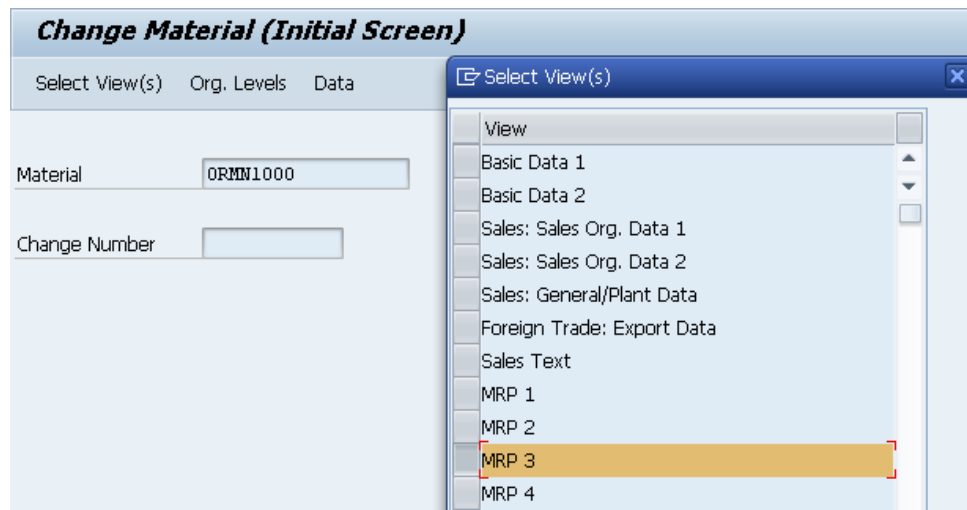 Change Material (Initial Screen)
Select View(s) Org. Levels Data
Material ORMN1000
Change Number
Select View(s)
View
Basic Data 1
Basic Data 2
Sales: Sales Org. Data 1
Sales: Sales Org. Data 2
Sales: General/Plant Data
Foreign Trade: Export Data
Sales Text
MRP 1
MRP 2
MRP 3
MRP 4